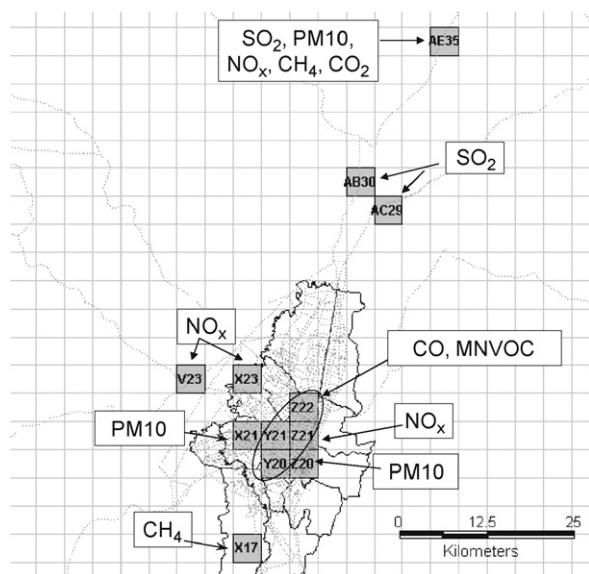 SO₂, PM10,
NOₓ, CH₄, CO₂
AE35
SO₂
AB30
AC29
NOₓ
CO, MNVOC
V23
X23
Z22
PM10
X21
Y21
Z21
NOₓ
Y20
Z20
PM10
CH₄
X17
0
12.5
25
Kilometers